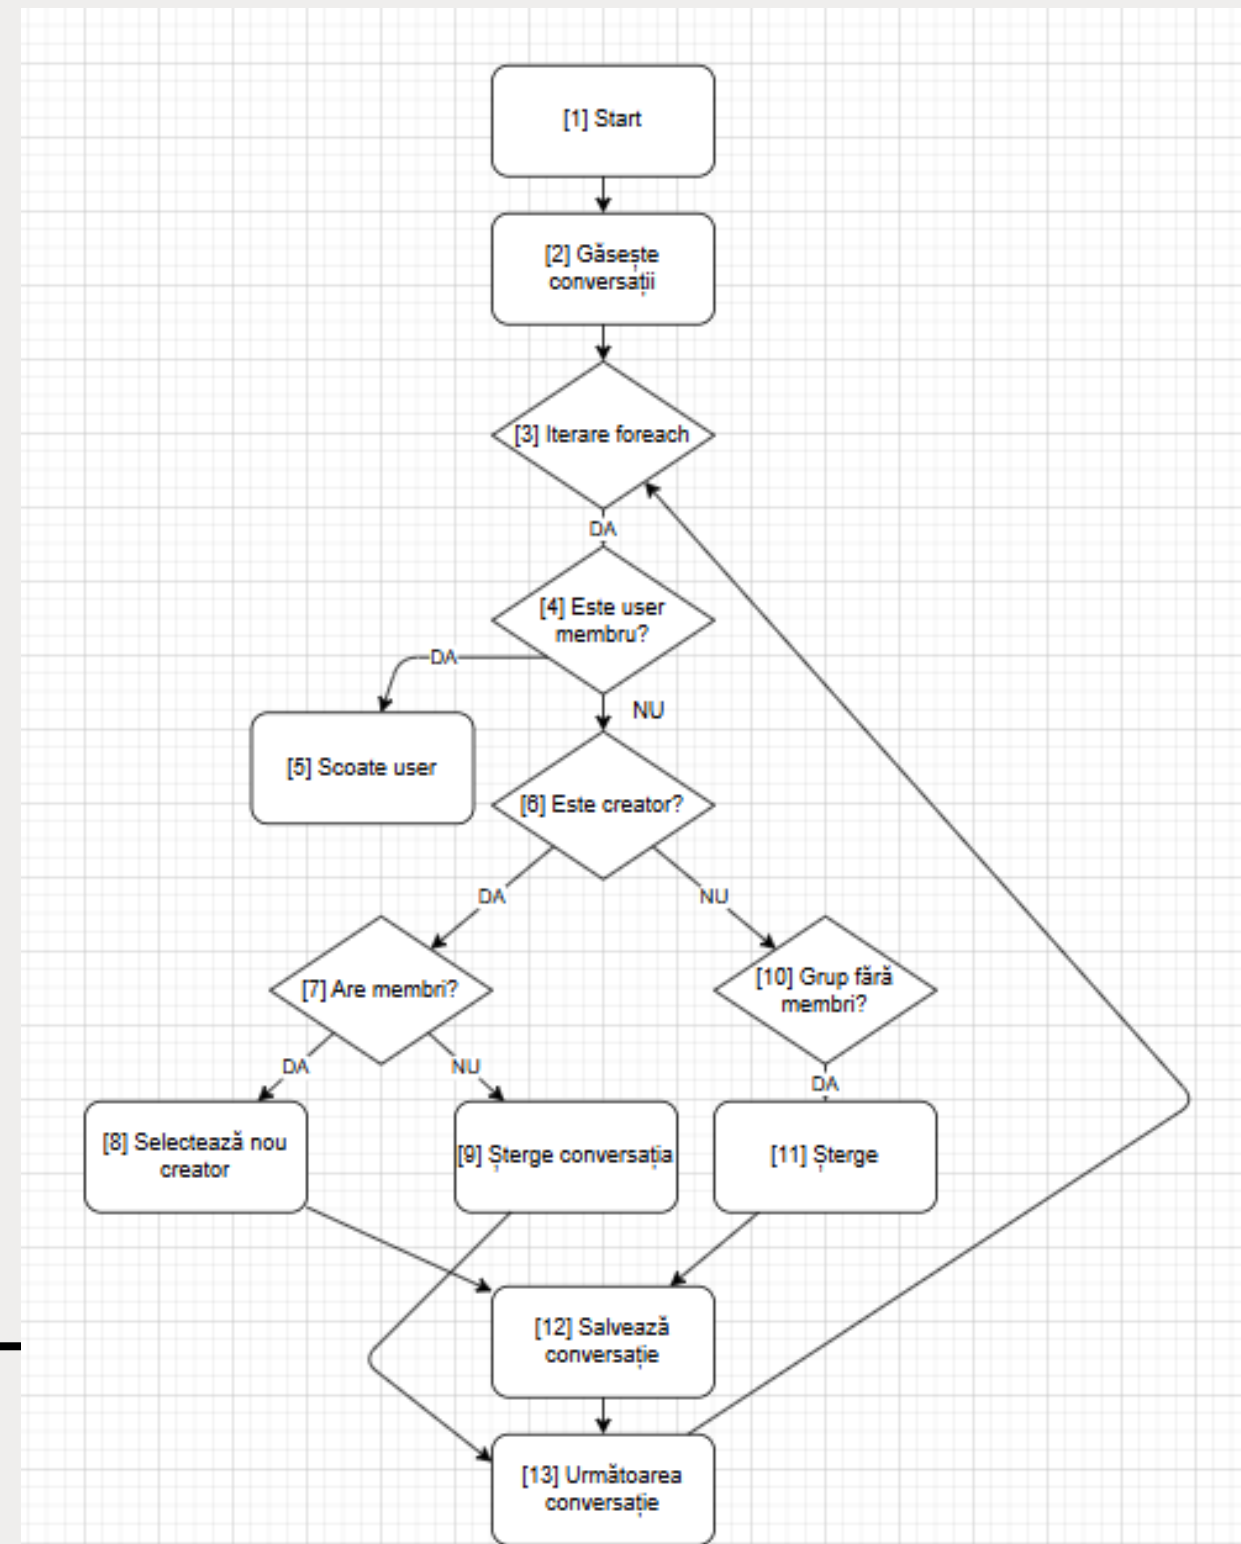 [1] Start
[2] Găsește
conversații
[3] Iterare foreach
DA
[4] Este user
membru?
DA
NU
[5] Scoate user
[6] Este creator?
DA
NU
[7] Are membri?
[10] Grup fără
membri?
DA
NU
DA
[8] Selectează nou
creator
[9] Șterge conversația
[11] Șterge
[12] Salvează
conversație
[13] Următoarea
conversație